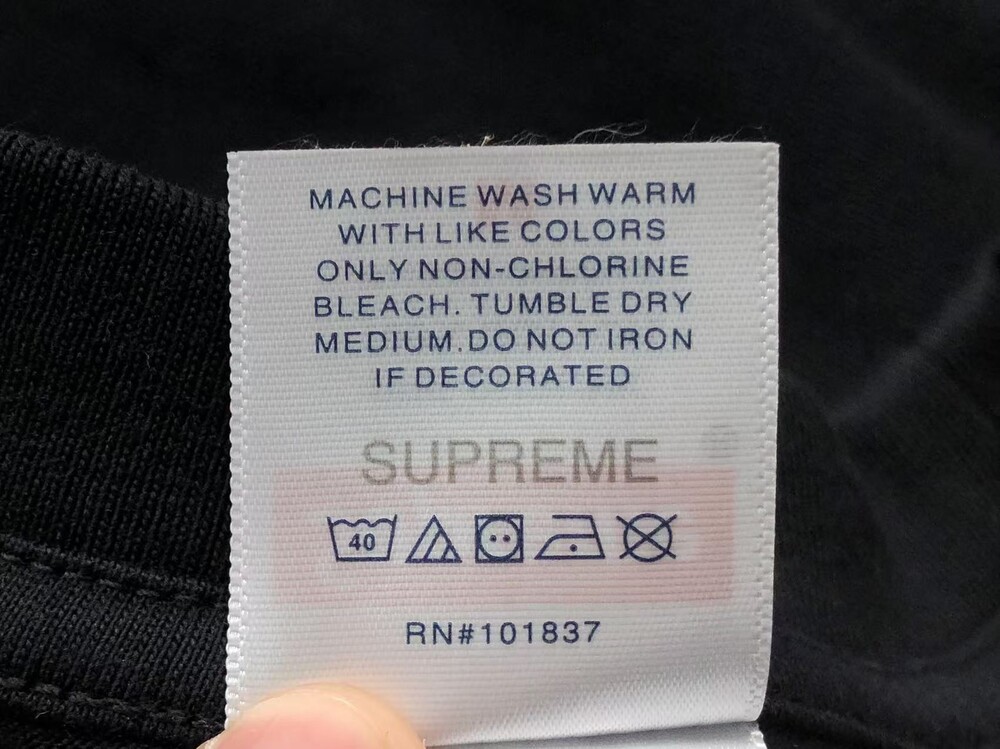 MACHINE WASH WARM
WITH LIKE COLORS
ONLY NON-CHLORINE
BLEACH. TUMBLE DRY
MEDIUM.DO NOT IRON
IF DECORATED
SUPREME
40
RN#101837